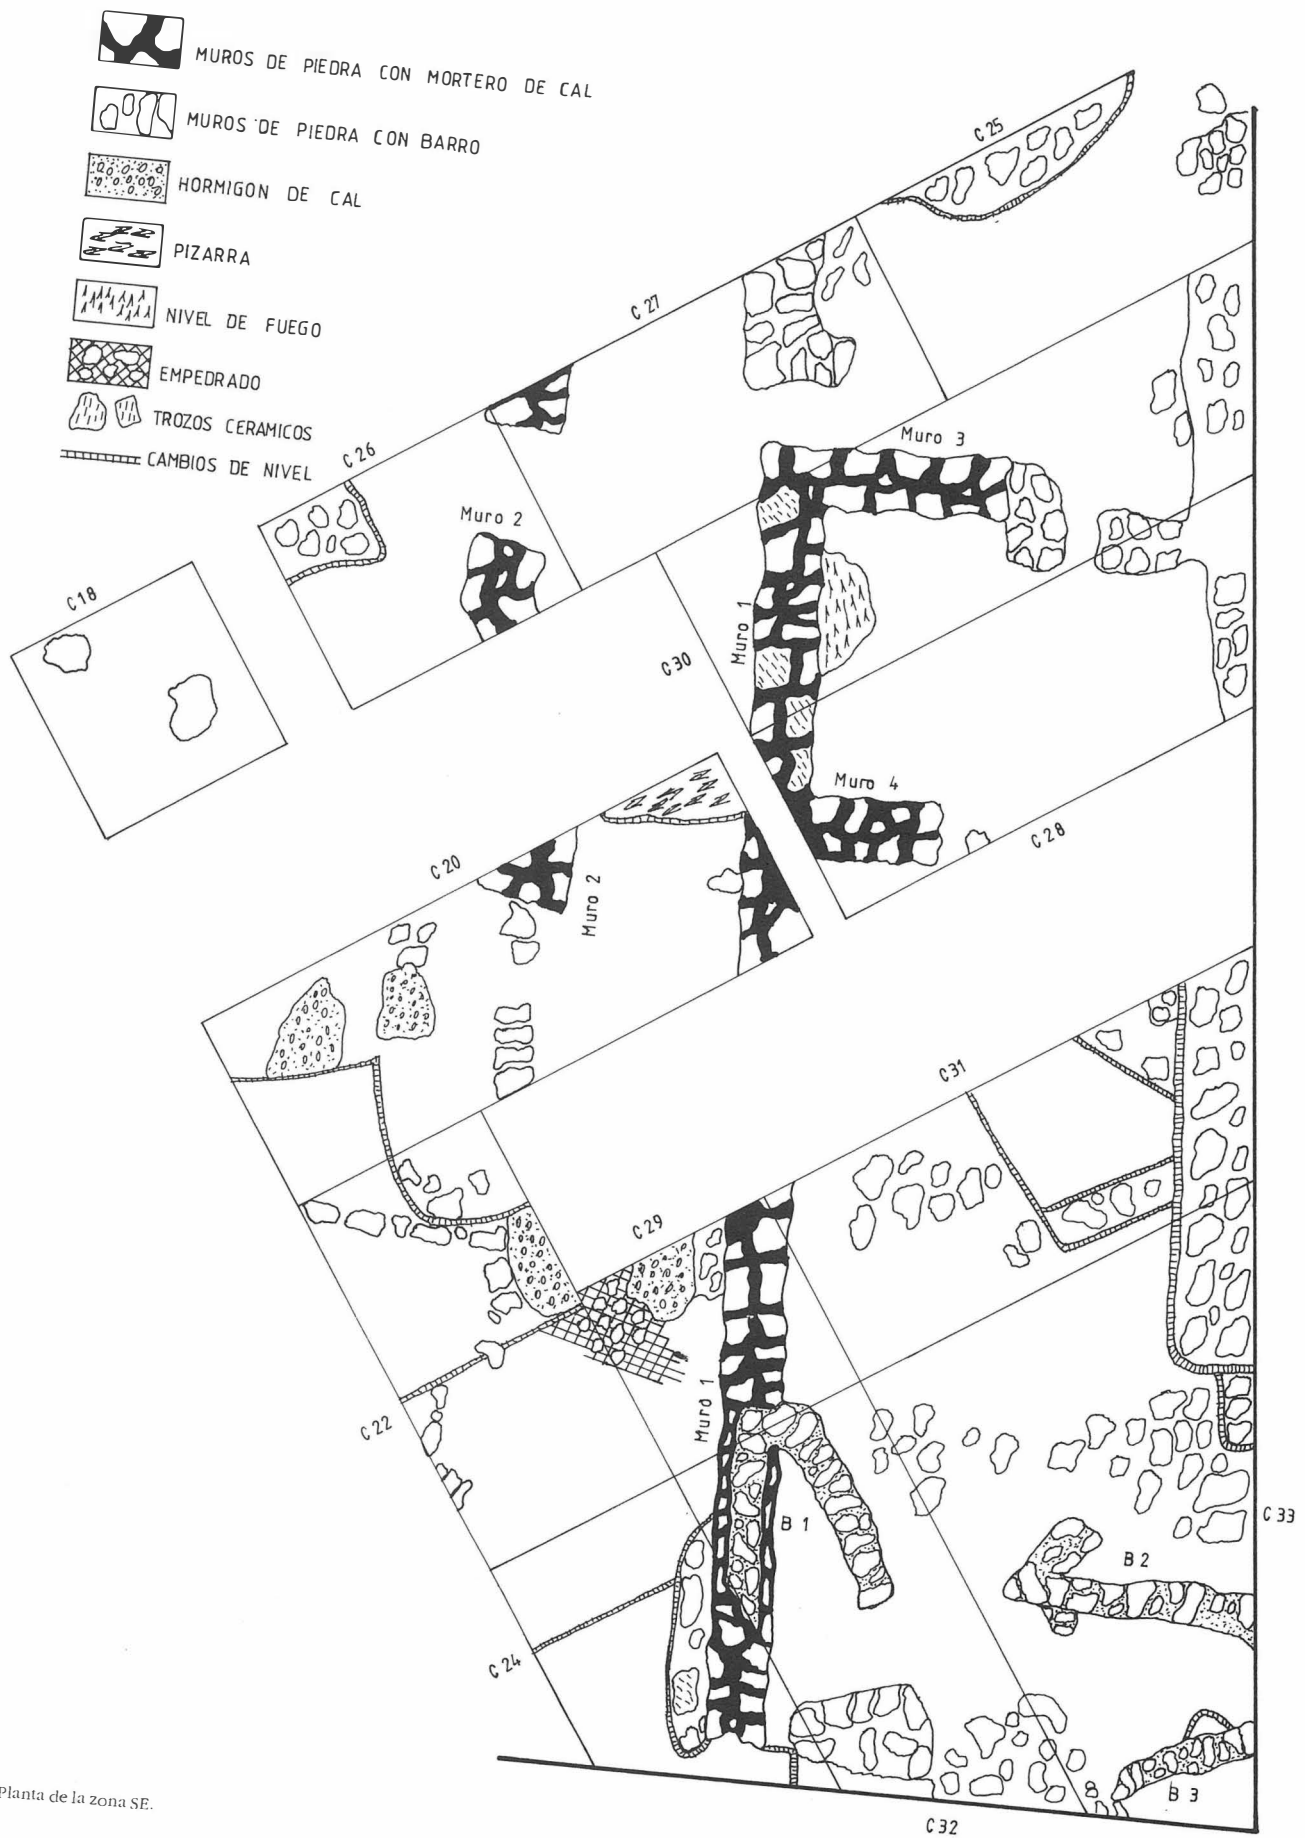 MUROS DE PIEDRA CON MORTERO DE CAL
MUROS DE PIEDRA CON BARRO
HORMIGON DE CAL
PIZARRA
NIVEL DE FUEGO
EMPEDRADO
TROZOS CERAMICOS
CAMBIOS DE NIVEL
C 25
C 27
C 26
Muro 3
Muro 2
C 18
Muro 1
C 30
Muro 4
C 28
C 20
Muro 2
C 31
C 29
Muro 1
C 22
B 1
C 33
B 2
C 24
B 3
C 32
Planta de la zona SE.